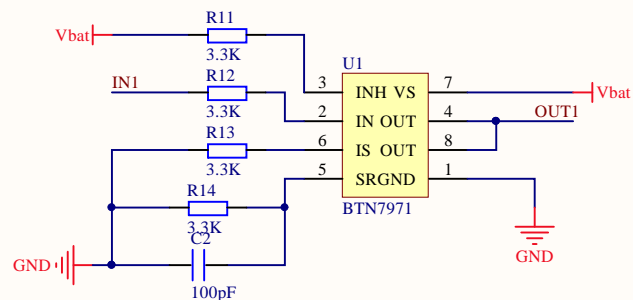 R11
Vbat
3.3K
U1
IN1
R12
3
INH VS
7
Vbat
3.3K
2
IN OUT
4
OUT1
R13
6
IS OUT
8
3.3K
5
SRGND
1
R14
BTN7971
3.3K
C2
GND
GND
100pF